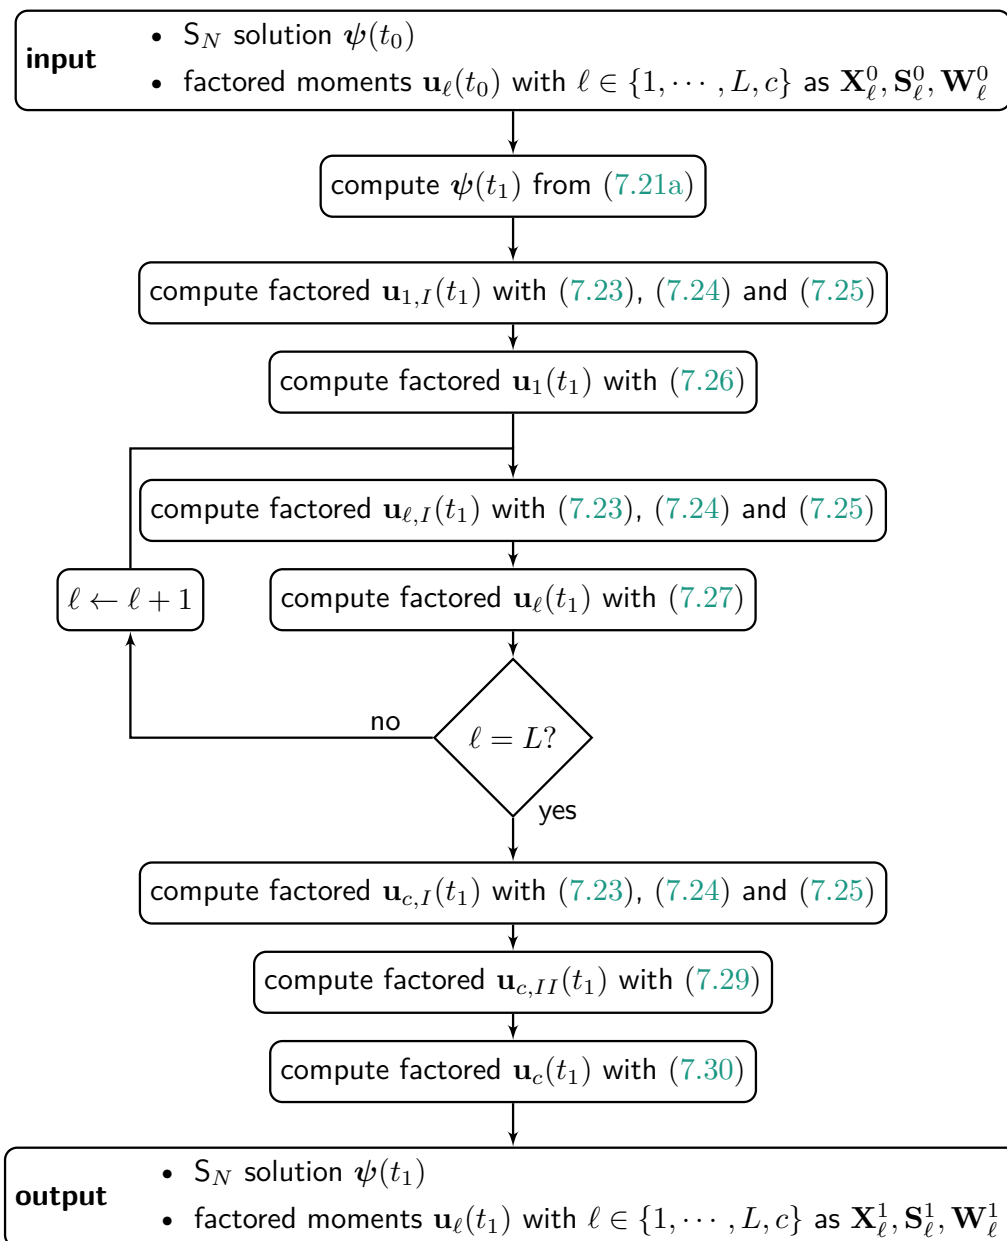 input
• S_N solution ψ(t_0)
• factored moments u_ℓ(t_0) with ℓ ∈ {1, ⋯ , L, c} as X_ℓ^0, S_ℓ^0, W_ℓ^0
compute ψ(t_1) from (7.21a)
compute factored u_{1,I}(t_1) with (7.23), (7.24) and (7.25)
compute factored u_1(t_1) with (7.26)
compute factored u_{ℓ,I}(t_1) with (7.23), (7.24) and (7.25)
ℓ ← ℓ + 1
compute factored u_ℓ(t_1) with (7.27)
no
ℓ = L?
yes
compute factored u_{c,I}(t_1) with (7.23), (7.24) and (7.25)
compute factored u_{c,II}(t_1) with (7.29)
compute factored u_c(t_1) with (7.30)
output
• S_N solution ψ(t_1)
• factored moments u_ℓ(t_1) with ℓ ∈ {1, ⋯ , L, c} as X_ℓ^1, S_ℓ^1, W_ℓ^1